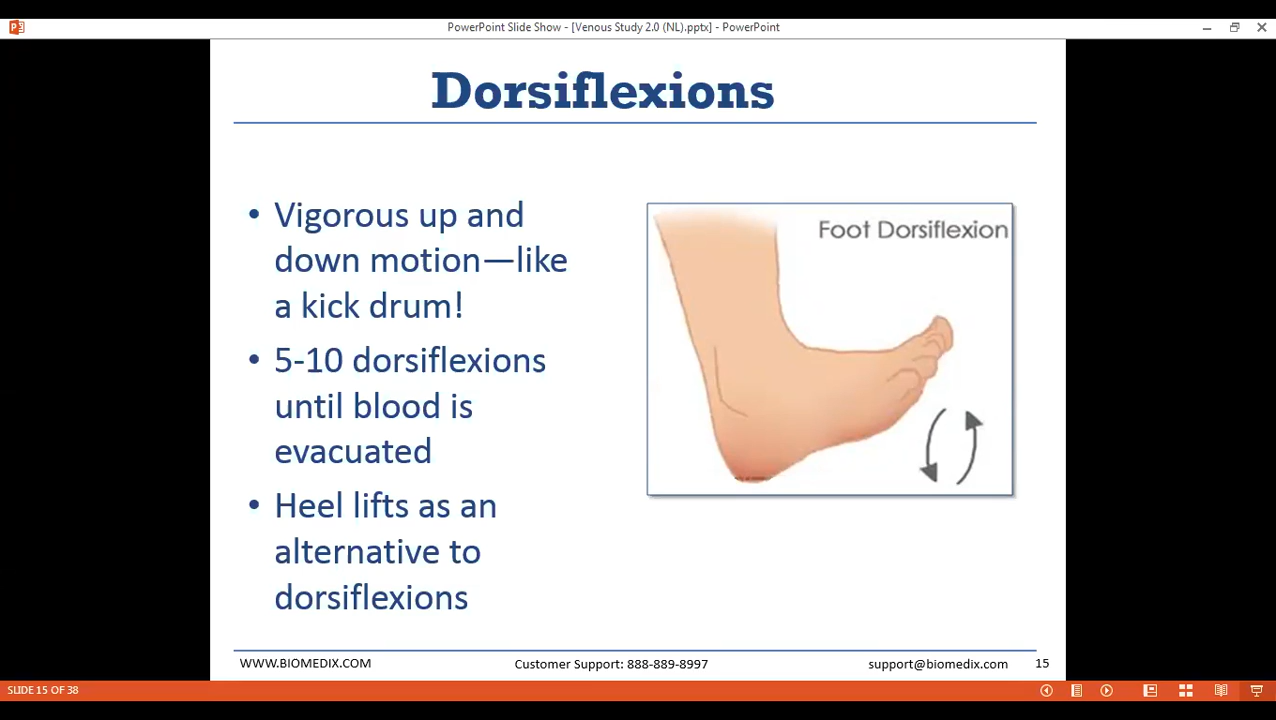 PowerPoint Slide Show - [Venous Study 2.0 (NL).pptx] - PowerPoint
Dorsiflexions
• Vigorous up and
down motion—like
a kick drum!
• 5-10 dorsiflexions
until blood is
evacuated
• Heel lifts as an
alternative to
dorsiflexions
Foot Dorsiflexion
WWW.BIOMEDIX.COM
Customer Support: 888-889-8997
support@biomedix.com
15
SLIDE 15 OF 38